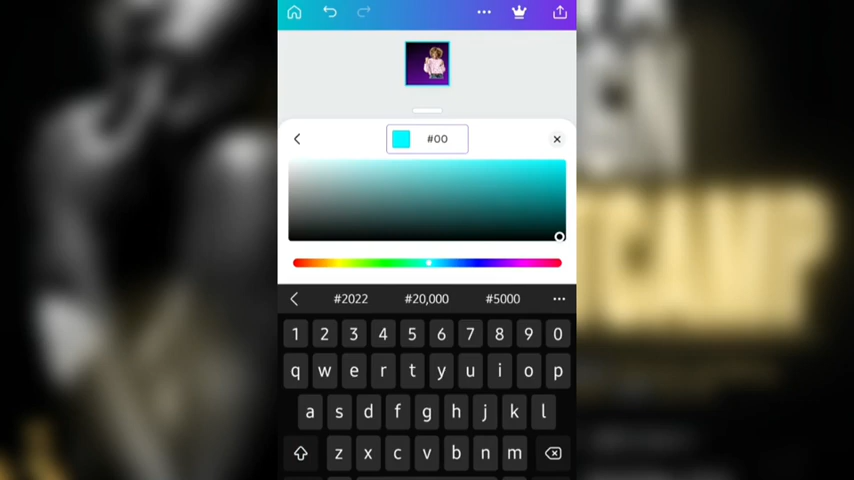 #00
#2022 #20,000 #5000
1 2 3 4 5 6 7 8 9 0
q w e r t y u i o p
a s d f g h j k l
z x c v b n m